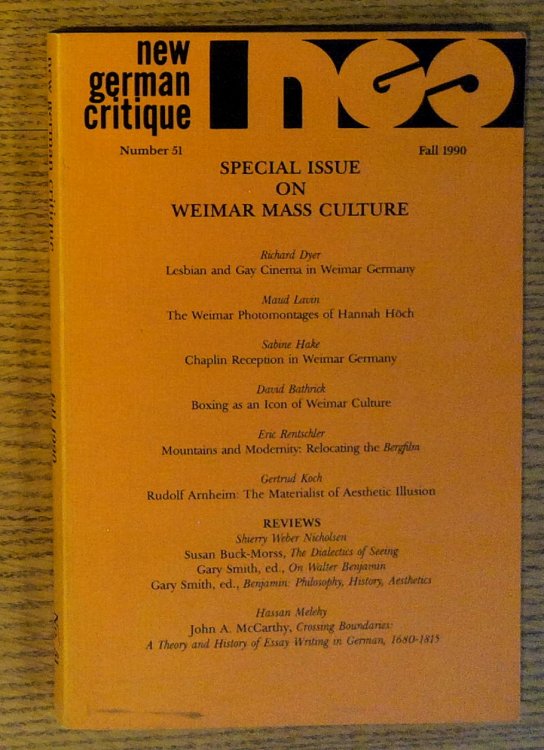 new
german
critique
ngc
Number 51
Fall 1990
SPECIAL ISSUE
ON
WEIMAR MASS CULTURE
Richard Dyer
Lesbian and Gay Cinema in Weimar Germany
Maud Lavin
The Weimar Photomontages of Hannah Höch
Sabine Hake
Chaplin Reception in Weimar Germany
David Bathrick
Boxing as an Icon of Weimar Culture
Eric Rentschler
Mountains and Modernity: Relocating the Bergfilm
Gertrud Koch
Rudolf Arnheim: The Materialist of Aesthetic Illusion
REVIEWS
Shierry Weber Nicholsen
Susan Buck-Morss, The Dialectics of Seeing
Gary Smith, ed., On Walter Benjamin
Gary Smith, ed., Benjamin: Philosophy, History, Aesthetics
Hassan Melehy
John A. McCarthy, Crossing Boundaries:
A Theory and History of Essay Writing in German, 1680-1815
new german critique
fall 1990